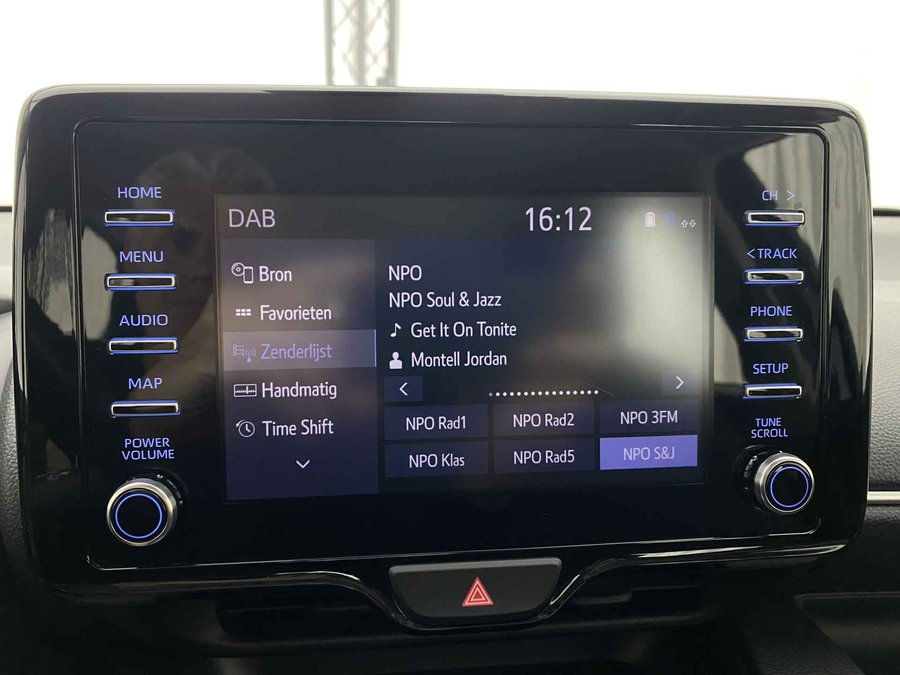 HOME
MENU
AUDIO
MAP
POWER
VOLUME
DAB
16:12
Bron
Favorieten
Zenderlijst
Handmatig
Time Shift
NPO
NPO Soul & Jazz
Get It On Tonite
Montell Jordan
NPO Rad1
NPO Rad2
NPO 3FM
NPO Klas
NPO Rad5
NPO S&J
CH >
< TRACK
PHONE
SETUP
TUNE
SCROLL